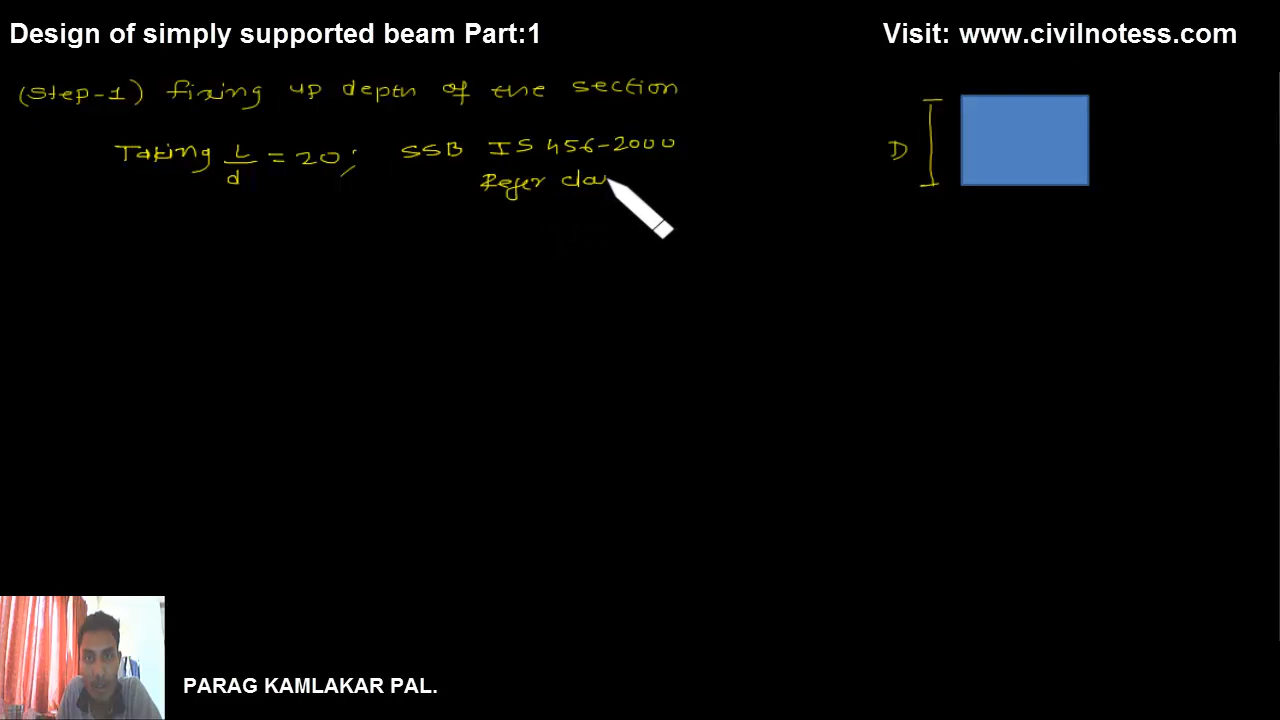 Design of simply supported beam Part:1
Visit: www.civilnotess.com
(Step-1) fixing up depth of the section
Taking L/d = 20; SSB IS 456-2000
Refer cla
D
PARAG KAMLAKAR PAL.